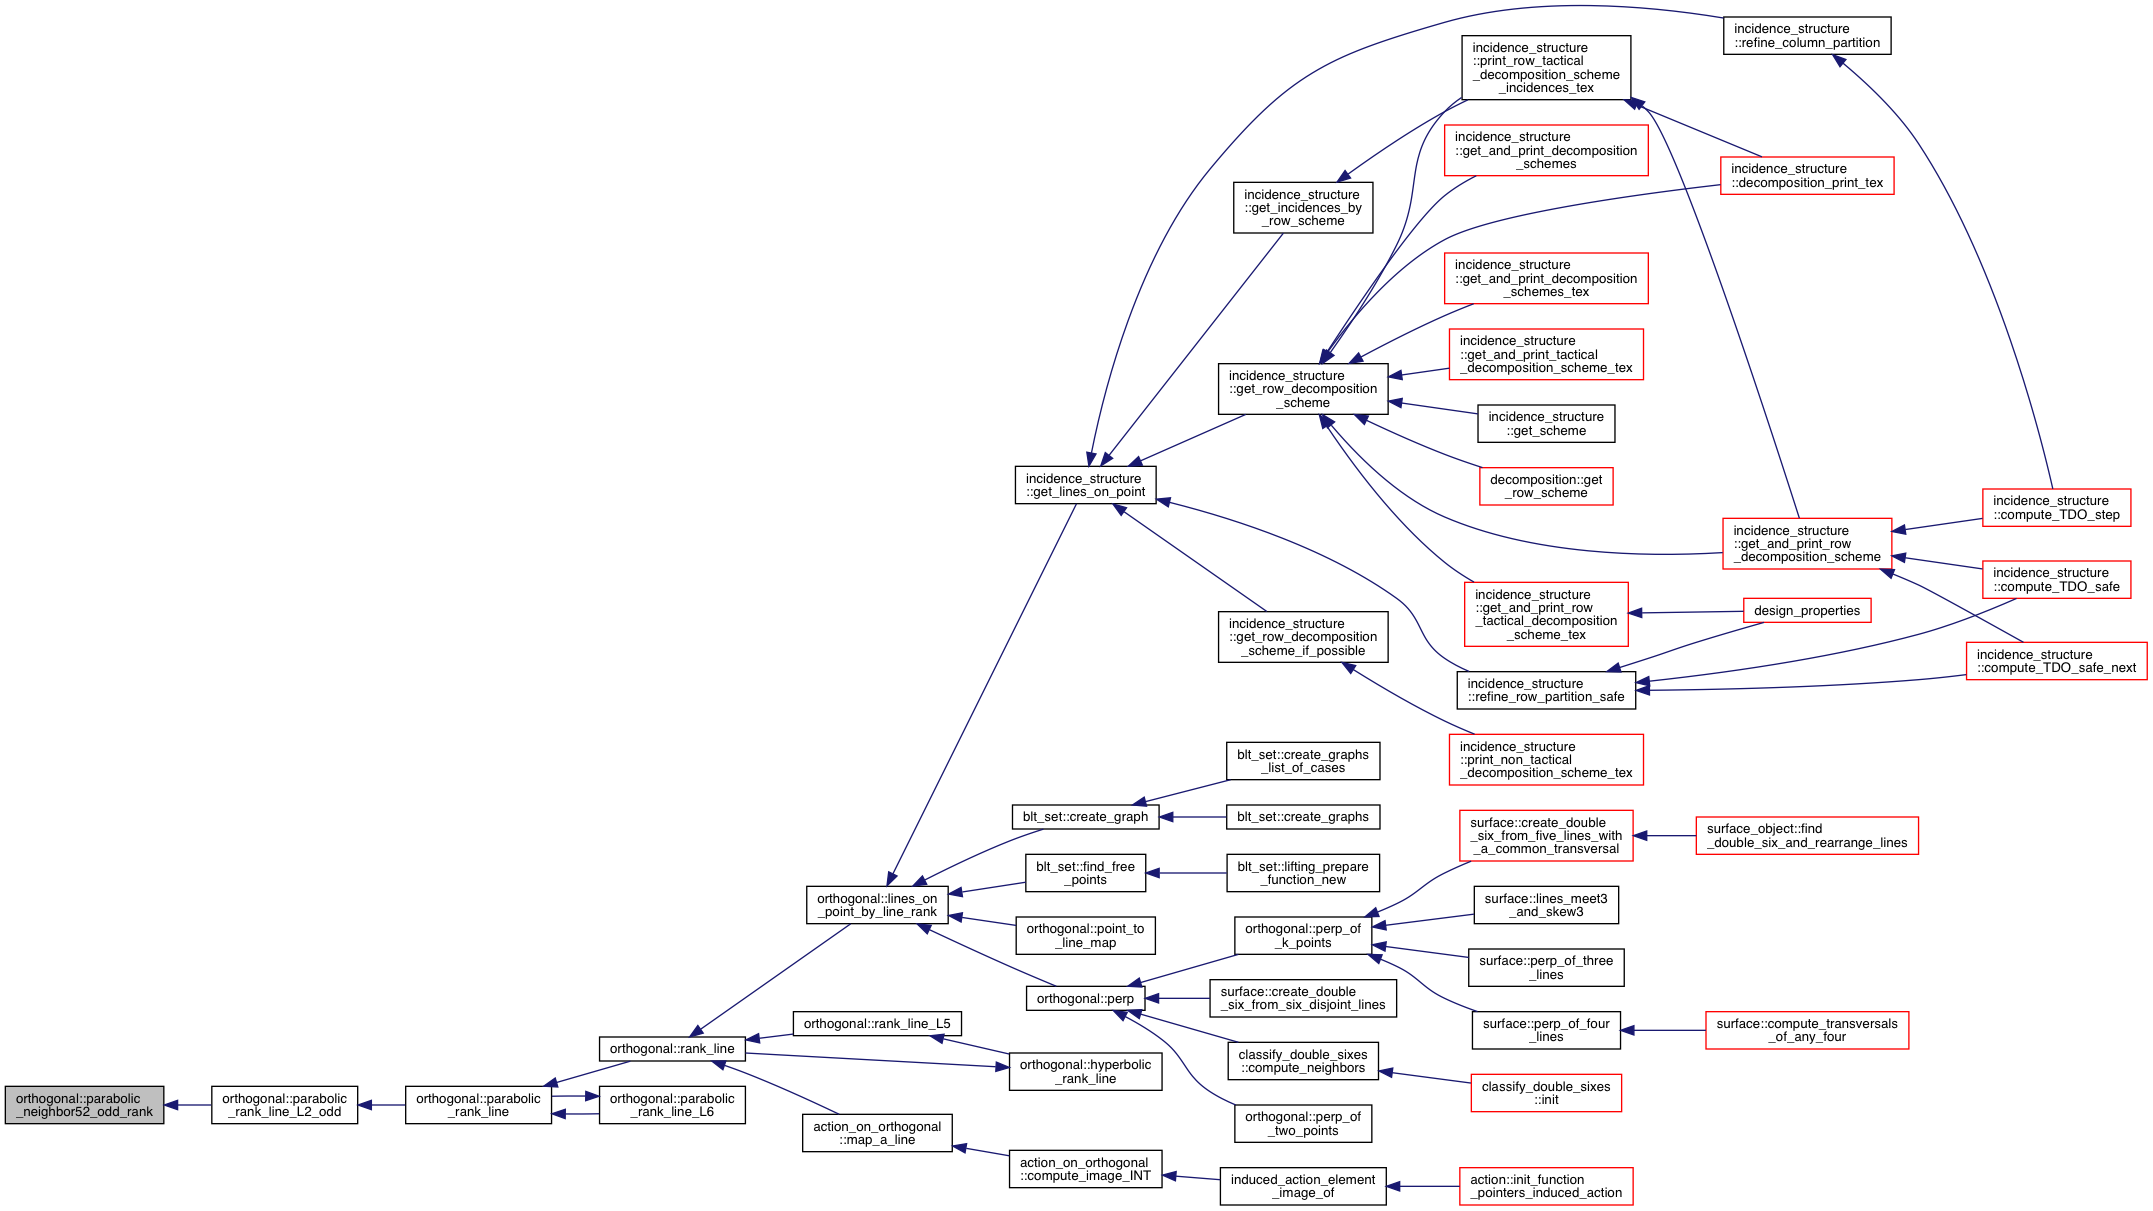 orthogonal::parabolic
_neighbor52_odd_rank
orthogonal::parabolic
_rank_line_L2_odd
orthogonal::parabolic
_rank_line
orthogonal::rank_line
orthogonal::parabolic
_rank_line_L6
orthogonal::lines_on
_point_by_line_rank
orthogonal::rank_line_L5
action_on_orthogonal
::map_a_line
incidence_structure
::get_lines_on_point
blt_set::create_graph
blt_set::find_free
_points
orthogonal::point_to
_line_map
orthogonal::perp
orthogonal::hyperbolic
_rank_line
action_on_orthogonal
::compute_image_INT
incidence_structure
::get_incidences_by
_row_scheme
incidence_structure
::get_row_decomposition
_scheme
incidence_structure
::get_row_decomposition
_scheme_if_possible
blt_set::create_graphs
_list_of_cases
blt_set::create_graphs
blt_set::lifting_prepare
_function_new
orthogonal::perp_of
_k_points
surface::create_double
_six_from_six_disjoint_lines
classify_double_sixes
::compute_neighbors
orthogonal::perp_of
_two_points
induced_action_element
_image_of
incidence_structure
::print_row_tactical
_decomposition_scheme
_incidences_tex
incidence_structure
::get_and_print_decomposition
_schemes
incidence_structure
::get_and_print_decomposition
_schemes_tex
incidence_structure
::get_and_print_tactical
_decomposition_scheme_tex
incidence_structure
::get_scheme
decomposition::get
_row_scheme
incidence_structure
::get_and_print_row
_tactical_decomposition
_scheme_tex
incidence_structure
::refine_row_partition_safe
incidence_structure
::print_non_tactical
_decomposition_scheme_tex
surface::create_double
_six_from_five_lines_with
_a_common_transversal
surface::lines_meet3
_and_skew3
surface::perp_of_three
_lines
surface::perp_of_four
_lines
classify_double_sixes
::init
action::init_function
_pointers_induced_action
incidence_structure
::refine_column_partition
incidence_structure
::decomposition_print_tex
incidence_structure
::get_and_print_row
_decomposition_scheme
design_properties
surface_object::find
_double_six_and_rearrange_lines
surface::compute_transversals
_of_any_four
incidence_structure
::compute_TDO_step
incidence_structure
::compute_TDO_safe
incidence_structure
::compute_TDO_safe_next